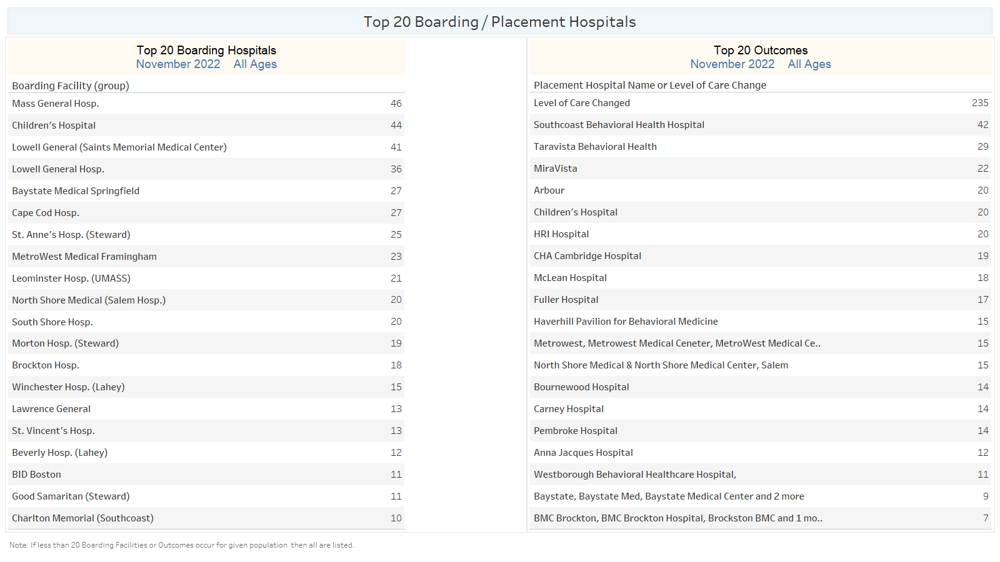 Top 20 Boarding / Placement Hospitals
Top 20 Boarding Hospitals
November 2022 All Ages
Boarding Facility (group)
Mass General Hosp. 46
Children's Hospital 44
Lowell General (Saints Memorial Medical Center) 41
Lowell General Hosp. 36
Baystate Medical Springfield 27
Cape Cod Hosp. 27
St. Anne's Hosp. (Steward) 25
MetroWest Medical Framingham 23
Leominster Hosp. (UMASS) 21
North Shore Medical (Salem Hosp.) 20
South Shore Hosp. 20
Morton Hosp. (Steward) 19
Brockton Hosp. 18
Winchester Hosp. (Lahey) 15
Lawrence General 13
St. Vincent's Hosp. 13
Beverly Hosp. (Lahey) 12
BID Boston 11
Good Samaritan (Steward) 11
Charlton Memorial (Southcoast) 10
Top 20 Outcomes
November 2022 All Ages
Placement Hospital Name or Level of Care Change
Level of Care Changed 235
Southcoast Behavioral Health Hospital 42
Taravista Behavioral Health 29
MiraVista 22
Arbour 20
Children's Hospital 20
HRI Hospital 20
CHA Cambridge Hospital 19
McLean Hospital 18
Fuller Hospital 17
Haverhill Pavilion for Behavioral Medicine 15
Metrowest, Metrowest Medical Ceneter, MetroWest Medical Ce.. 15
North Shore Medical & North Shore Medical Center, Salem 15
Bournewood Hospital 14
Carney Hospital 14
Pembroke Hospital 14
Anna Jacques Hospital 12
Westborough Behavioral Healthcare Hospital, 11
Baystate, Baystate Med, Baystate Medical Center and 2 more 9
BMC Brockton, BMC Brockton Hospital, Brockston BMC and 1 mo.. 7
Note: If less than 20 Boarding Facilities or Outcomes occur for given population then all are listed.